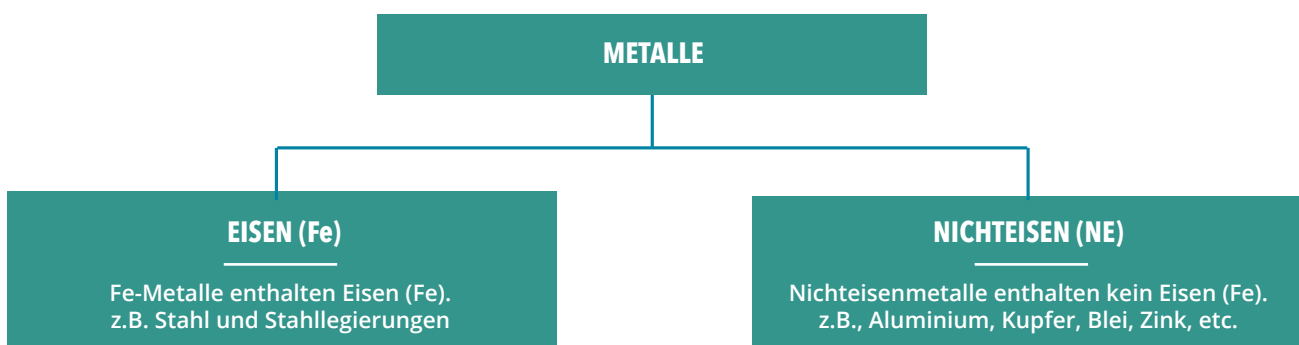 METALLE
EISEN (Fe)
Fe-Metalle enthalten Eisen (Fe).
z.B. Stahl und Stahllegierungen
NICHTEISEN (NE)
Nichteisenmetalle enthalten kein Eisen (Fe).
z.B., Aluminium, Kupfer, Blei, Zink, etc.